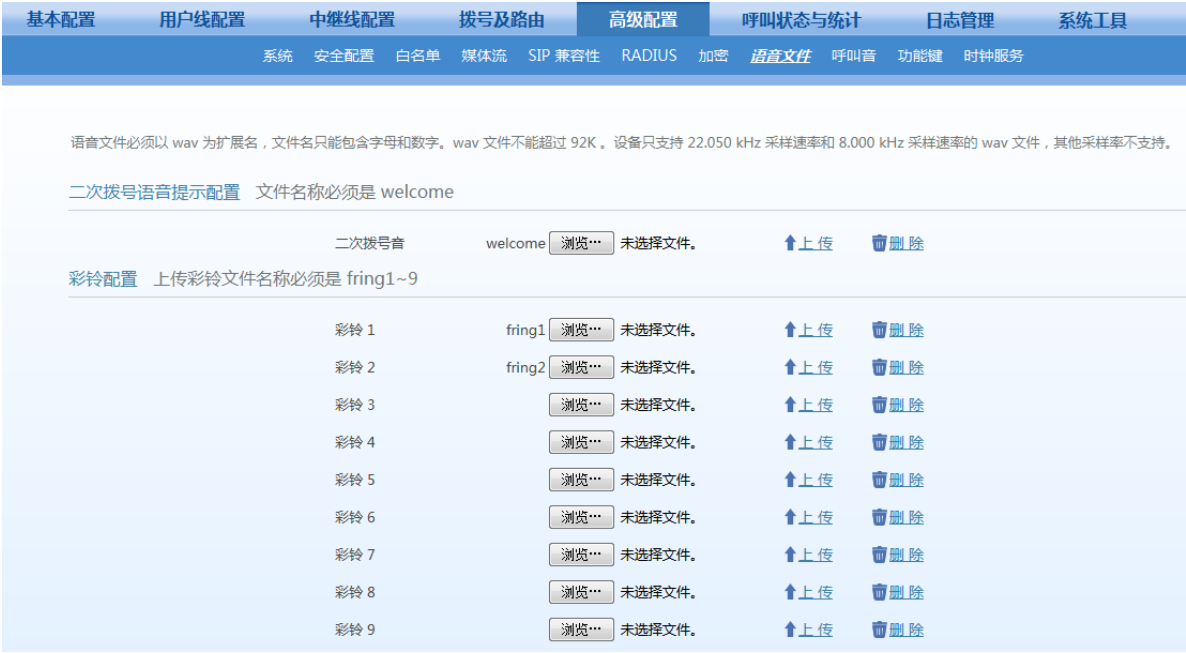 基本配置 用户线配置 中继线配置 拨号及路由 高级配置 呼叫状态与统计 日志管理 系统工具
系统 安全配置 白名单 媒体流 SIP 兼容性 RADIUS 加密 语音文件 呼叫音 功能键 时钟服务
语音文件必须以 wav 为扩展名，文件名只能包含字母和数字。wav 文件不能超过 92K 。设备只支持 22.050 kHz 采样速率和 8.000 kHz 采样速率的 wav 文件，其他采样率不支持。
二次拨号语音提示配置 文件名称必须是 welcome
二次拨号音 welcome 浏览… 未选择文件。 上 传 删 除
彩铃配置 上传彩铃文件名称必须是 fring1~9
彩铃 1 fring1 浏览… 未选择文件。 上 传 删 除
彩铃 2 fring2 浏览… 未选择文件。 上 传 删 除
彩铃 3 浏览… 未选择文件。 上 传 删 除
彩铃 4 浏览… 未选择文件。 上 传 删 除
彩铃 5 浏览… 未选择文件。 上 传 删 除
彩铃 6 浏览… 未选择文件。 上 传 删 除
彩铃 7 浏览… 未选择文件。 上 传 删 除
彩铃 8 浏览… 未选择文件。 上 传 删 除
彩铃 9 浏览… 未选择文件。 上 传 删 除